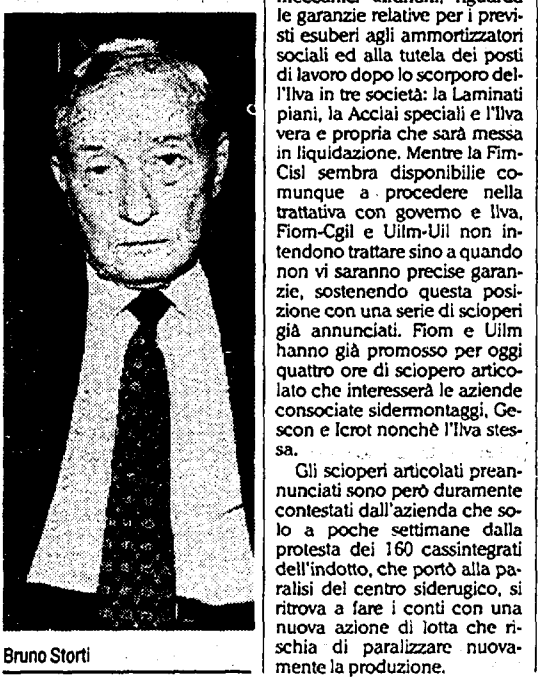 Bruno Storti
le garanzie relative per i previ-
sti esuberi agli ammortizzatori
sociali ed alla tutela dei posti
di lavoro dopo lo scorporo del-
l'Ilva in tre società: la Laminati
piani, la Acciai speciali e l'Ilva
vera e propria che sarà messa
in liquidazione. Mentre la Fim-
Cisl sembra disponibilie co-
munque a procedere nella
trattativa con governo e Ilva,
Fiom-Cgil e Uilm-Uil non in-
tendono trattare sino a quando
non vi saranno precise garan-
zie, sostenendo questa posi-
zione con una serie di scioperi
già annunciati. Fiom e Uilm
hanno già promosso per oggi
quattro ore di sciopero artico-
lato che interesserà le aziende
consociate sidermontaggi, Ge-
scon e Icrot nonchè l'Ilva stes-
sa.
Gli scioperi articolati prean-
nunciati sono però duramente
contestati dall'azienda che so-
lo a poche settimane dalla
protesta dei 160 cassintegrati
dell'indotto, che portò alla pa-
ralisi del centro siderugico, si
ritrova a fare i conti con una
nuova azione di lotta che ri-
schia di paralizzare nuova-
mente la produzione.